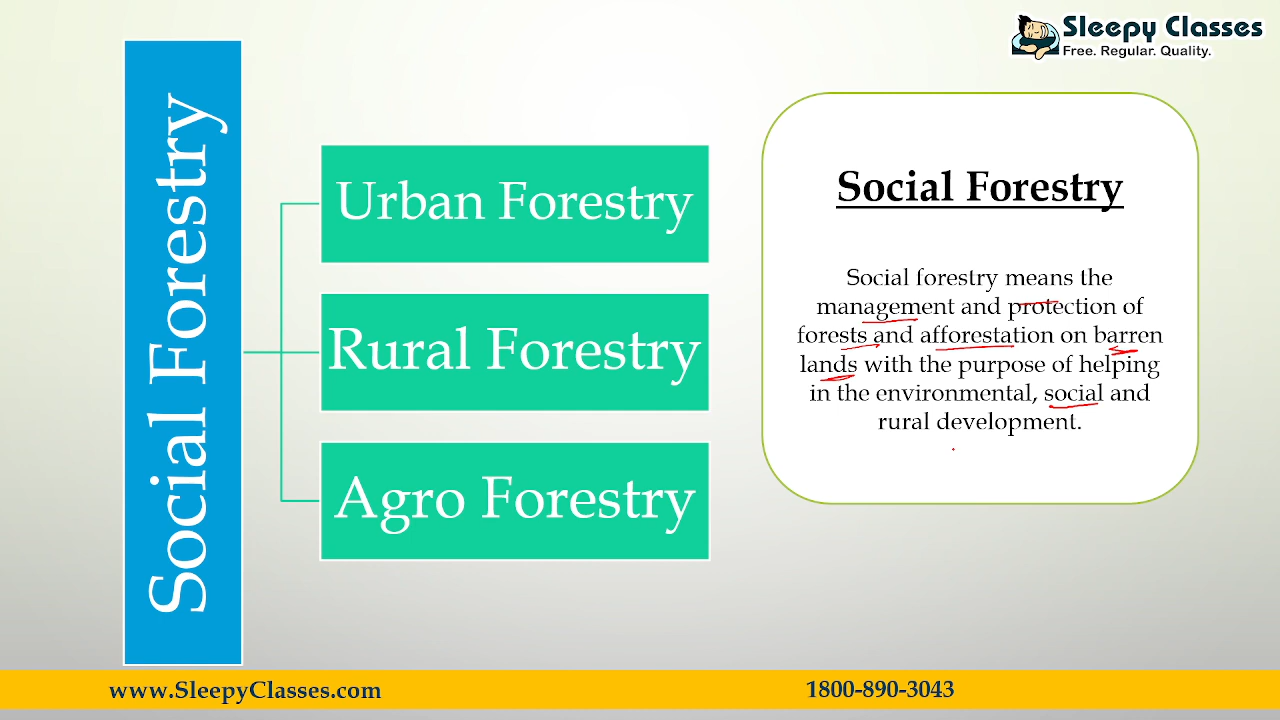 Sleepy Classes
Free. Regular. Quality.
Social Forestry
Urban Forestry
Rural Forestry
Agro Forestry
Social Forestry
Social forestry means the
management and protection of
forests and afforestation on barren
lands with the purpose of helping
in the environmental, social and
rural development.
www.SleepyClasses.com
1800-890-3043